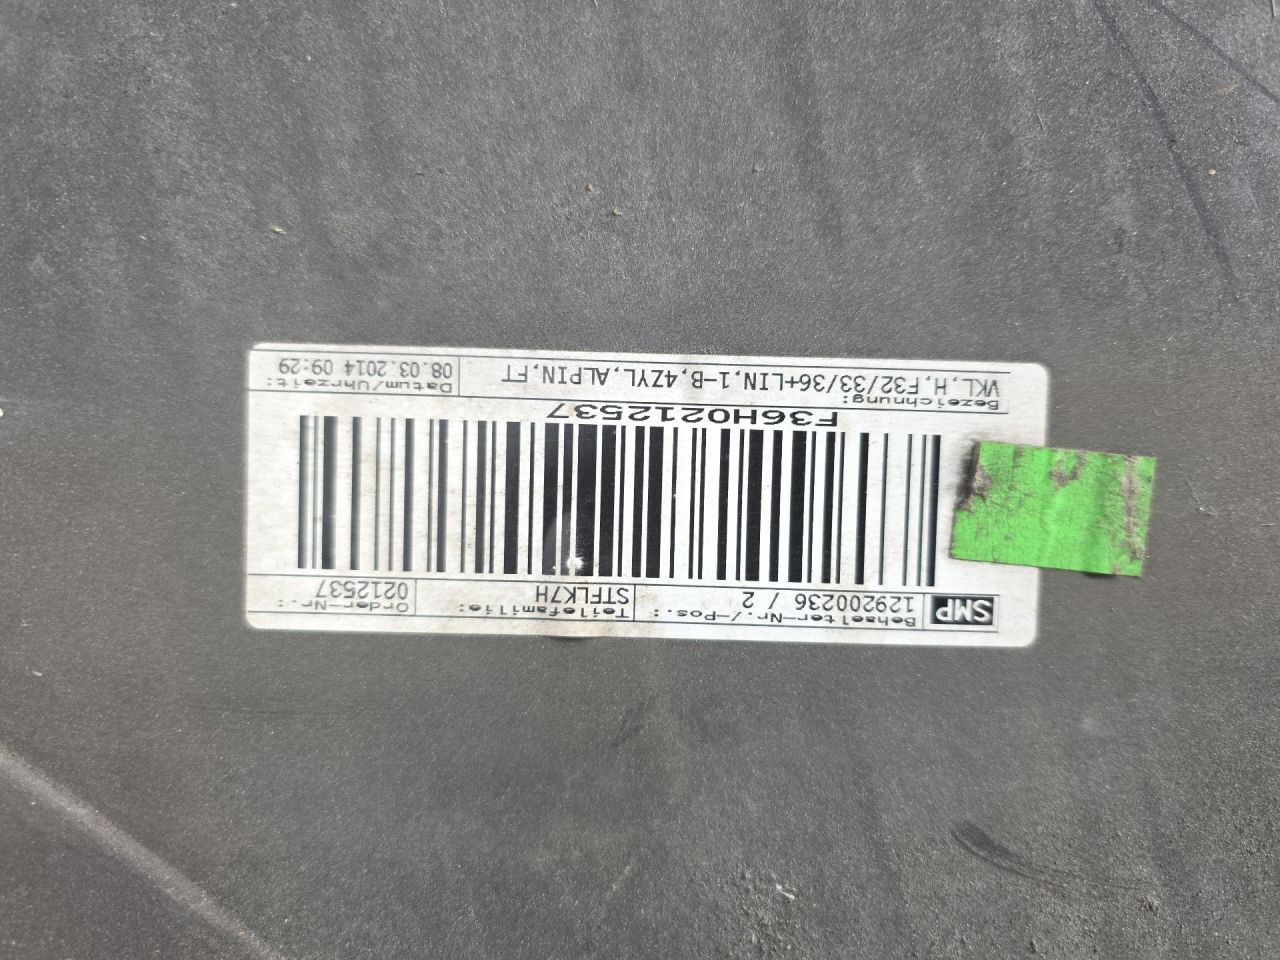 SMP
Behaelter-Nr./-Pos.:
129200236 / 2
Teilefamilie:
STFLK7H
Order-Nr.:
0212537
F36H0212537
Bezeichnung:
VKL,H,F32/33/36+LIN,1-B,4ZYL,ALPIN,FT
Datum/Uhrzeit:
08.03.2014 09:29